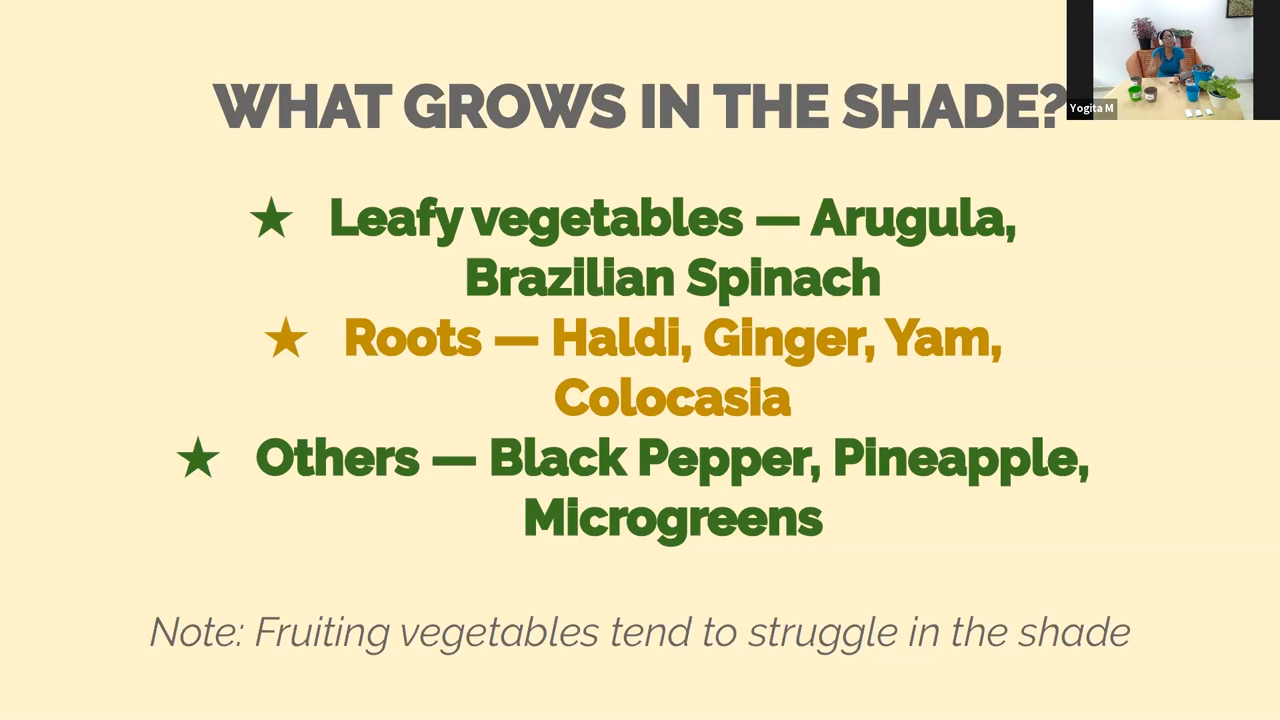 WHAT GROWS IN THE SHADE?
Yogita M
★ Leafy vegetables — Arugula,
Brazilian Spinach
★ Roots — Haldi, Ginger, Yam,
Colocasia
★ Others — Black Pepper, Pineapple,
Microgreens
Note: Fruiting vegetables tend to struggle in the shade